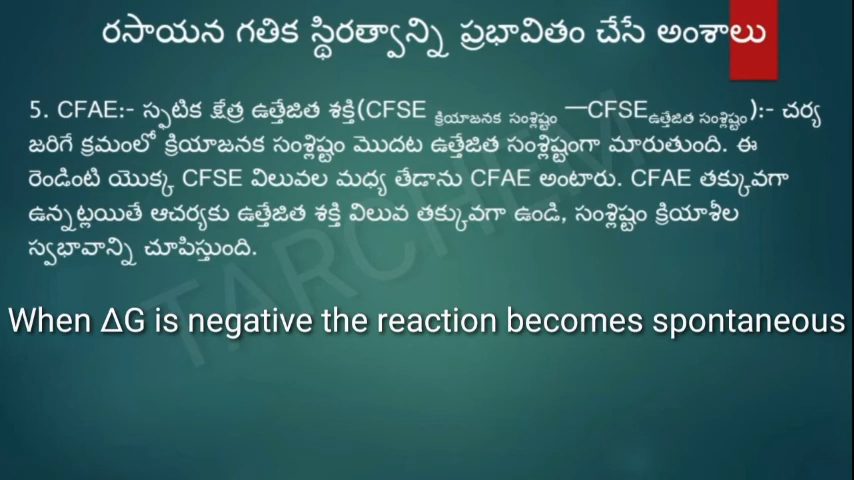 రసాయన గతిక స్థిరత్వాన్ని ప్రభావితం చేసే అంశాలు
5. CFAE:- స్ఫటిక క్షేత్ర ఉత్తేజిత శక్తి(CFSE క్రియాజనక సంశ్లిష్టం —CFSEఉత్తేజిత సంశ్లిష్టం):- చర్య
జరిగే క్రమంలో క్రియాజనక సంశ్లిష్టం మొదట ఉత్తేజిత సంశ్లిష్టంగా మారుతుంది. ఈ
రెండింటి యొక్క CFSE విలువల మధ్య తేడాను CFAE అంటారు. CFAE తక్కువగా
ఉన్నట్లయితే ఆచర్యకు ఉత్తేజిత శక్తి విలువ తక్కువగా ఉండి, సంశ్లిష్టం క్రియాశీల
స్వభావాన్ని చూపిస్తుంది.
TARCHEM
When ΔG is negative the reaction becomes spontaneous